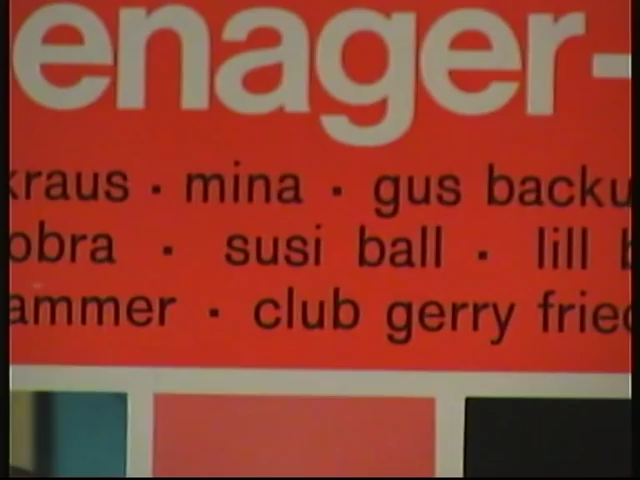 enager-
kraus · mina · gus backu
obra · susi ball · lill b
ammer · club gerry fried